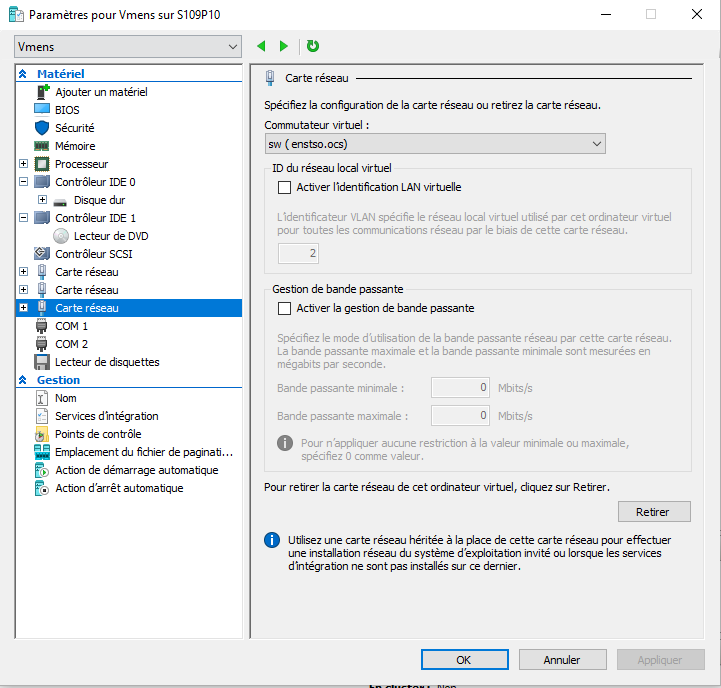 Paramètres pour Vmens sur S109P10
Vmens
Matériel
Ajouter un matériel
BIOS
Sécurité
Mémoire
Processeur
Contrôleur IDE 0
Disque dur
Contrôleur IDE 1
Lecteur de DVD
Contrôleur SCSI
Carte réseau
Carte réseau
Carte réseau
COM 1
COM 2
Lecteur de disquettes
Gestion
Nom
Services d’intégration
Points de contrôle
Emplacement du fichier de paginati...
Action de démarrage automatique
Action d’arrêt automatique
Carte réseau
Spécifiez la configuration de la carte réseau ou retirez la carte réseau.
Commutateur virtuel :
sw ( enstso.ocs)
ID du réseau local virtuel
Activer l’identification LAN virtuelle
L’identificateur VLAN spécifie le réseau local virtuel utilisé par cet ordinateur virtuel
pour toutes les communications réseau par le biais de cette carte réseau.
2
Gestion de bande passante
Activer la gestion de bande passante
Spécifiez le mode d’utilisation de la bande passante réseau par cette carte réseau.
La bande passante maximale et la bande passante minimale sont mesurées en
mégabits par seconde.
Bande passante minimale : 0 Mbits/s
Bande passante maximale : 0 Mbits/s
Pour n’appliquer aucune restriction à la valeur minimale ou maximale,
spécifiez 0 comme valeur.
Pour retirer la carte réseau de cet ordinateur virtuel, cliquez sur Retirer.
Retirer
Utilisez une carte réseau héritée à la place de cette carte réseau pour effectuer
une installation réseau du système d’exploitation invité ou lorsque les services
d’intégration ne sont pas installés sur ce dernier.
OK Annuler Appliquer
En cluster : Non